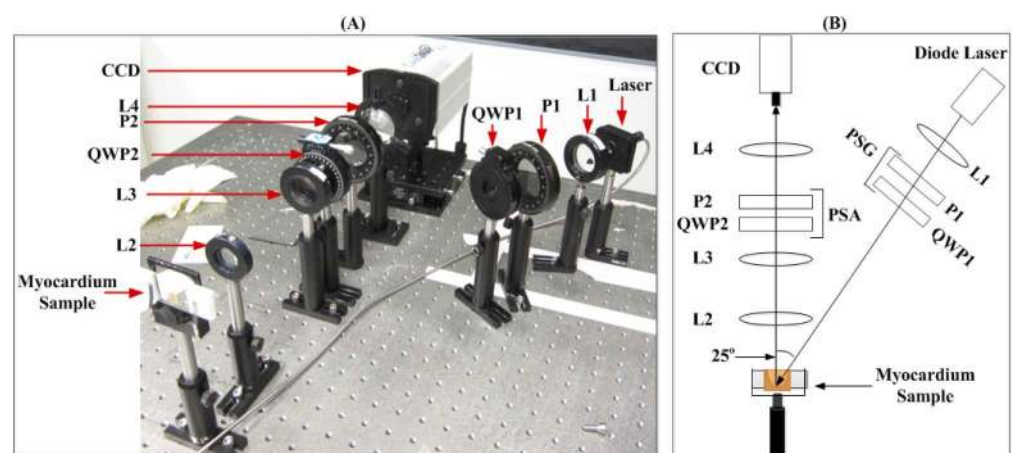 (A)
CCD
L4
P2
QWP2
L3
L2
Myocardium
Sample
QWP1
P1
L1
Laser
(B)
CCD
Diode Laser
L4
PSG
L1
P2
P1
PSA
QWP2
QWP1
L3
L2
25°
Myocardium
Sample